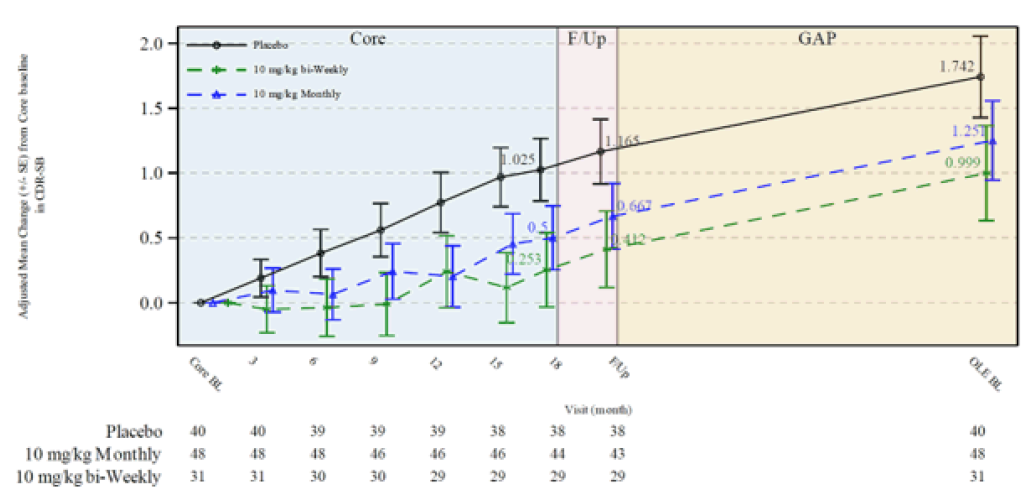 Core
F/Up
GAP
Placebo
10 mg/kg bi-Weekly
10 mg/kg Monthly
Adjusted Mean Change (+/- SE) from Core baseline
in CDR-SB
2.0
1.5
1.0
0.5
0.0
1.025
1.165
1.742
0.5
0.667
1.251
0.253
0.412
0.999
Core BL
3
6
9
12
15
18
F/Up
OLE BL
Visit (month)
Placebo 40 40 39 39 39 38 38 38 40
10 mg/kg Monthly 48 48 48 46 46 46 44 43 48
10 mg/kg bi-Weekly 31 31 30 30 29 29 29 29 31